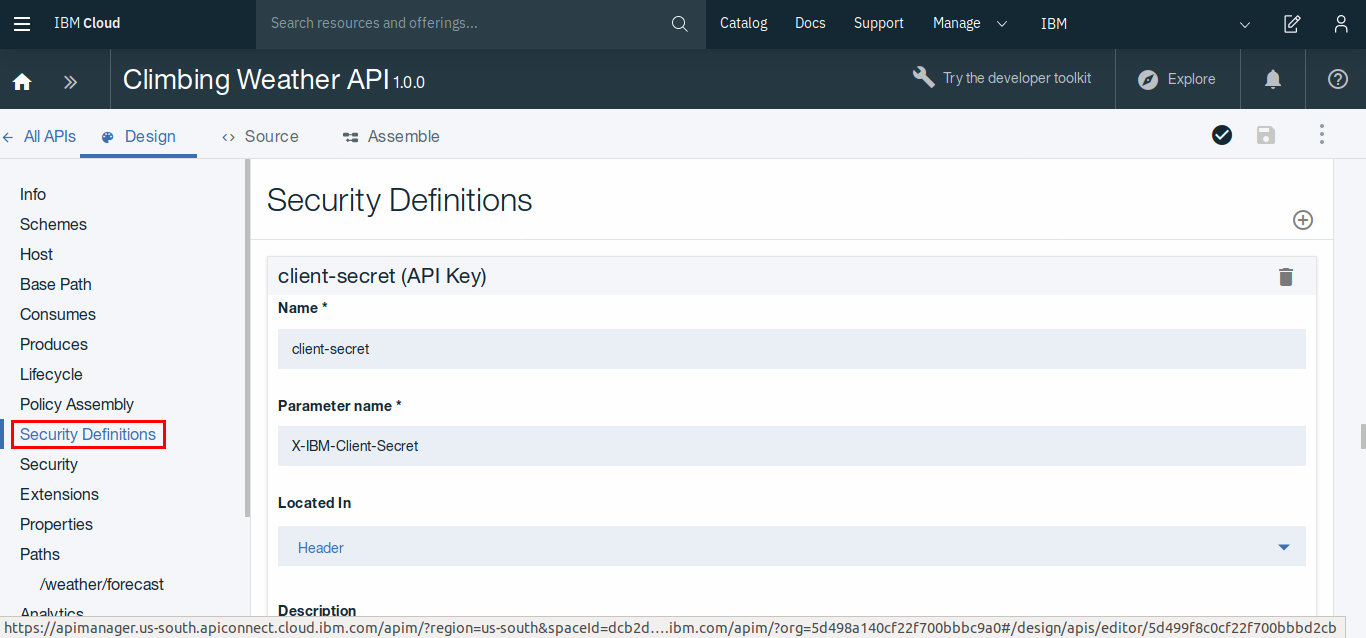 IBM Cloud
Search resources and offerings...
Catalog Docs Support Manage IBM
Climbing Weather API 1.0.0
Try the developer toolkit
Explore
All APIs Design Source Assemble
Info
Schemes
Host
Base Path
Consumes
Produces
Lifecycle
Policy Assembly
Security Definitions
Security
Extensions
Properties
Paths
/weather/forecast
Analytics
Security Definitions
client-secret (API Key)
Name *
client-secret
Parameter name *
X-IBM-Client-Secret
Located In
Header
Description
https://apimanager.us-south.apiconnect.cloud.ibm.com/apim/?region=us-south&spaceId=dcb2d….ibm.com/apim/?org=5d498a140cf22f700bbbc9a0#/design/apis/editor/5d499f8c0cf22f700bbbd2cb